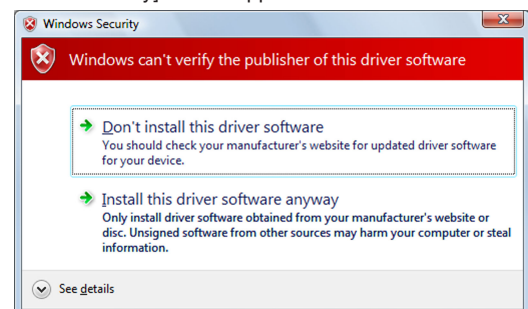 Windows Security
Windows can't verify the publisher of this driver software
Don't install this driver software
You should check your manufacturer's website for updated driver software
for your device.
Install this driver software anyway
Only install driver software obtained from your manufacturer's website or
disc. Unsigned software from other sources may harm your computer or steal
information.
See details